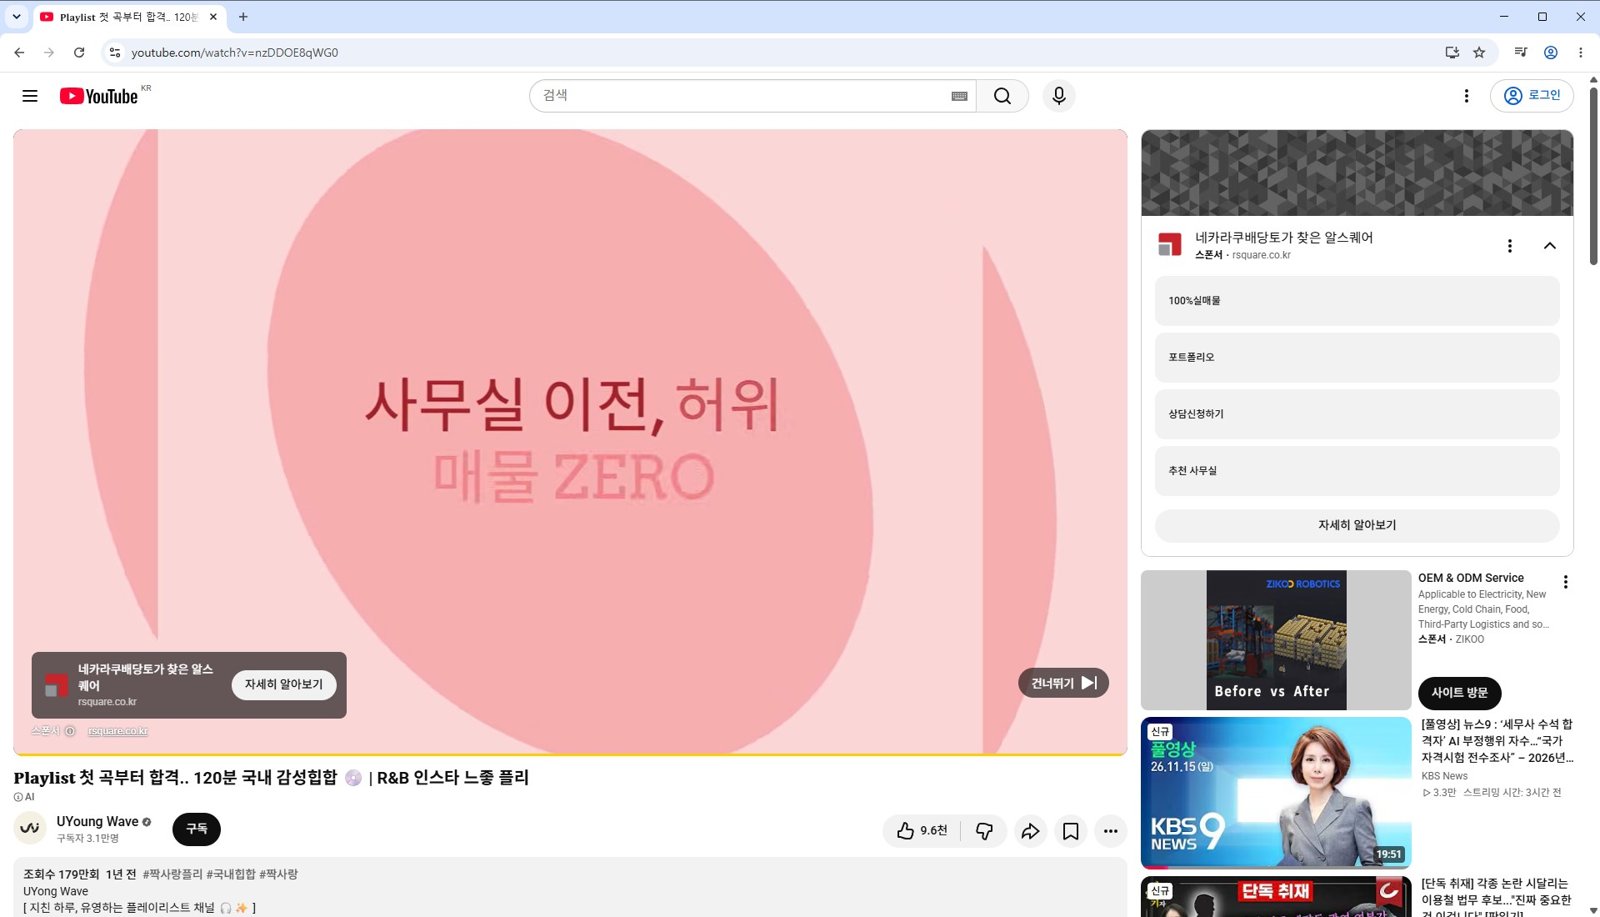 Playlist 첫 곡부터 합격.. 120분
youtube.com/watch?v=nzDDOE8qWG0
YouTube KR
검색
로그인
사무실 이전, 허위
매물 ZERO
네카라쿠배당토가 찾은 알스
퀘어
rsquare.co.kr
자세히 알아보기
건너뛰기
스폰서
rsquare.co.kr
Playlist 첫 곡부터 합격.. 120분 국내 감성힙합 | R&B 인스타 느좋 플리
AI
UYoung Wave
구독자 3.1만명
구독
9.6천
조회수 179만회 1년 전 #짝사랑플리 #국내힙합 #짝사랑
UYong Wave
[ 지친 하루, 유영하는 플레이리스트 채널 🎧 ✨ ]
네카라쿠배당토가 찾은 알스퀘어
스폰서 · rsquare.co.kr
100%실매물
포트폴리오
상담신청하기
추천 사무실
자세히 알아보기
ZIKOO ROBOTICS
Before vs After
OEM & ODM Service
Applicable to Electricity, New
Energy, Cold Chain, Food,
Third-Party Logistics and so...
스폰서 · ZIKOO
사이트 방문
신규
풀영상
26.11.15(일)
KBS
NEWS 9
19:51
[풀영상] 뉴스9 : ‘세무사 수석 합
격자’ AI 부정행위 자수…“국가
자격시험 전수조사” – 2026년...
KBS News
3.3만 스트리밍 시간: 3시간 전
신규
단독 취재
기자
[단독 취재] 각종 논란 시달리는
이용철 법무 후보..."진짜 중요한